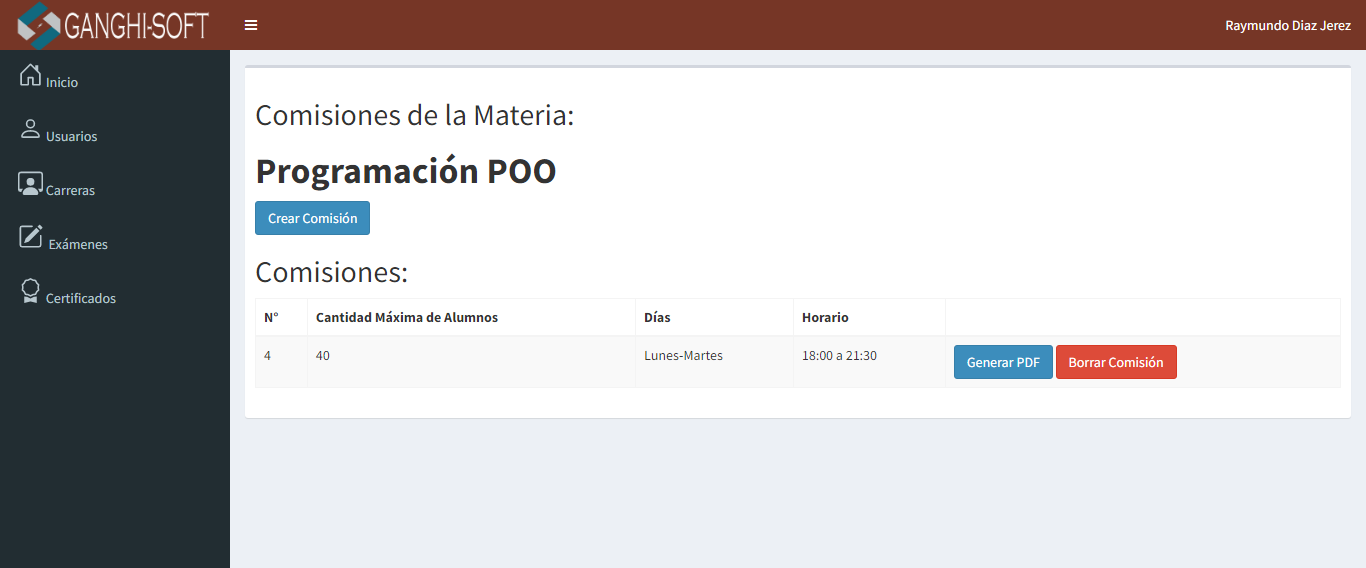 GANGHI-SOFT
Raymundo Diaz Jerez
Inicio
Usuarios
Carreras
Exámenes
Certificados
Comisiones de la Materia:
Programación POO
Crear Comisión
Comisiones:
N° Cantidad Máxima de Alumnos Días Horario
4 40 Lunes-Martes 18:00 a 21:30 Generar PDF Borrar Comisión